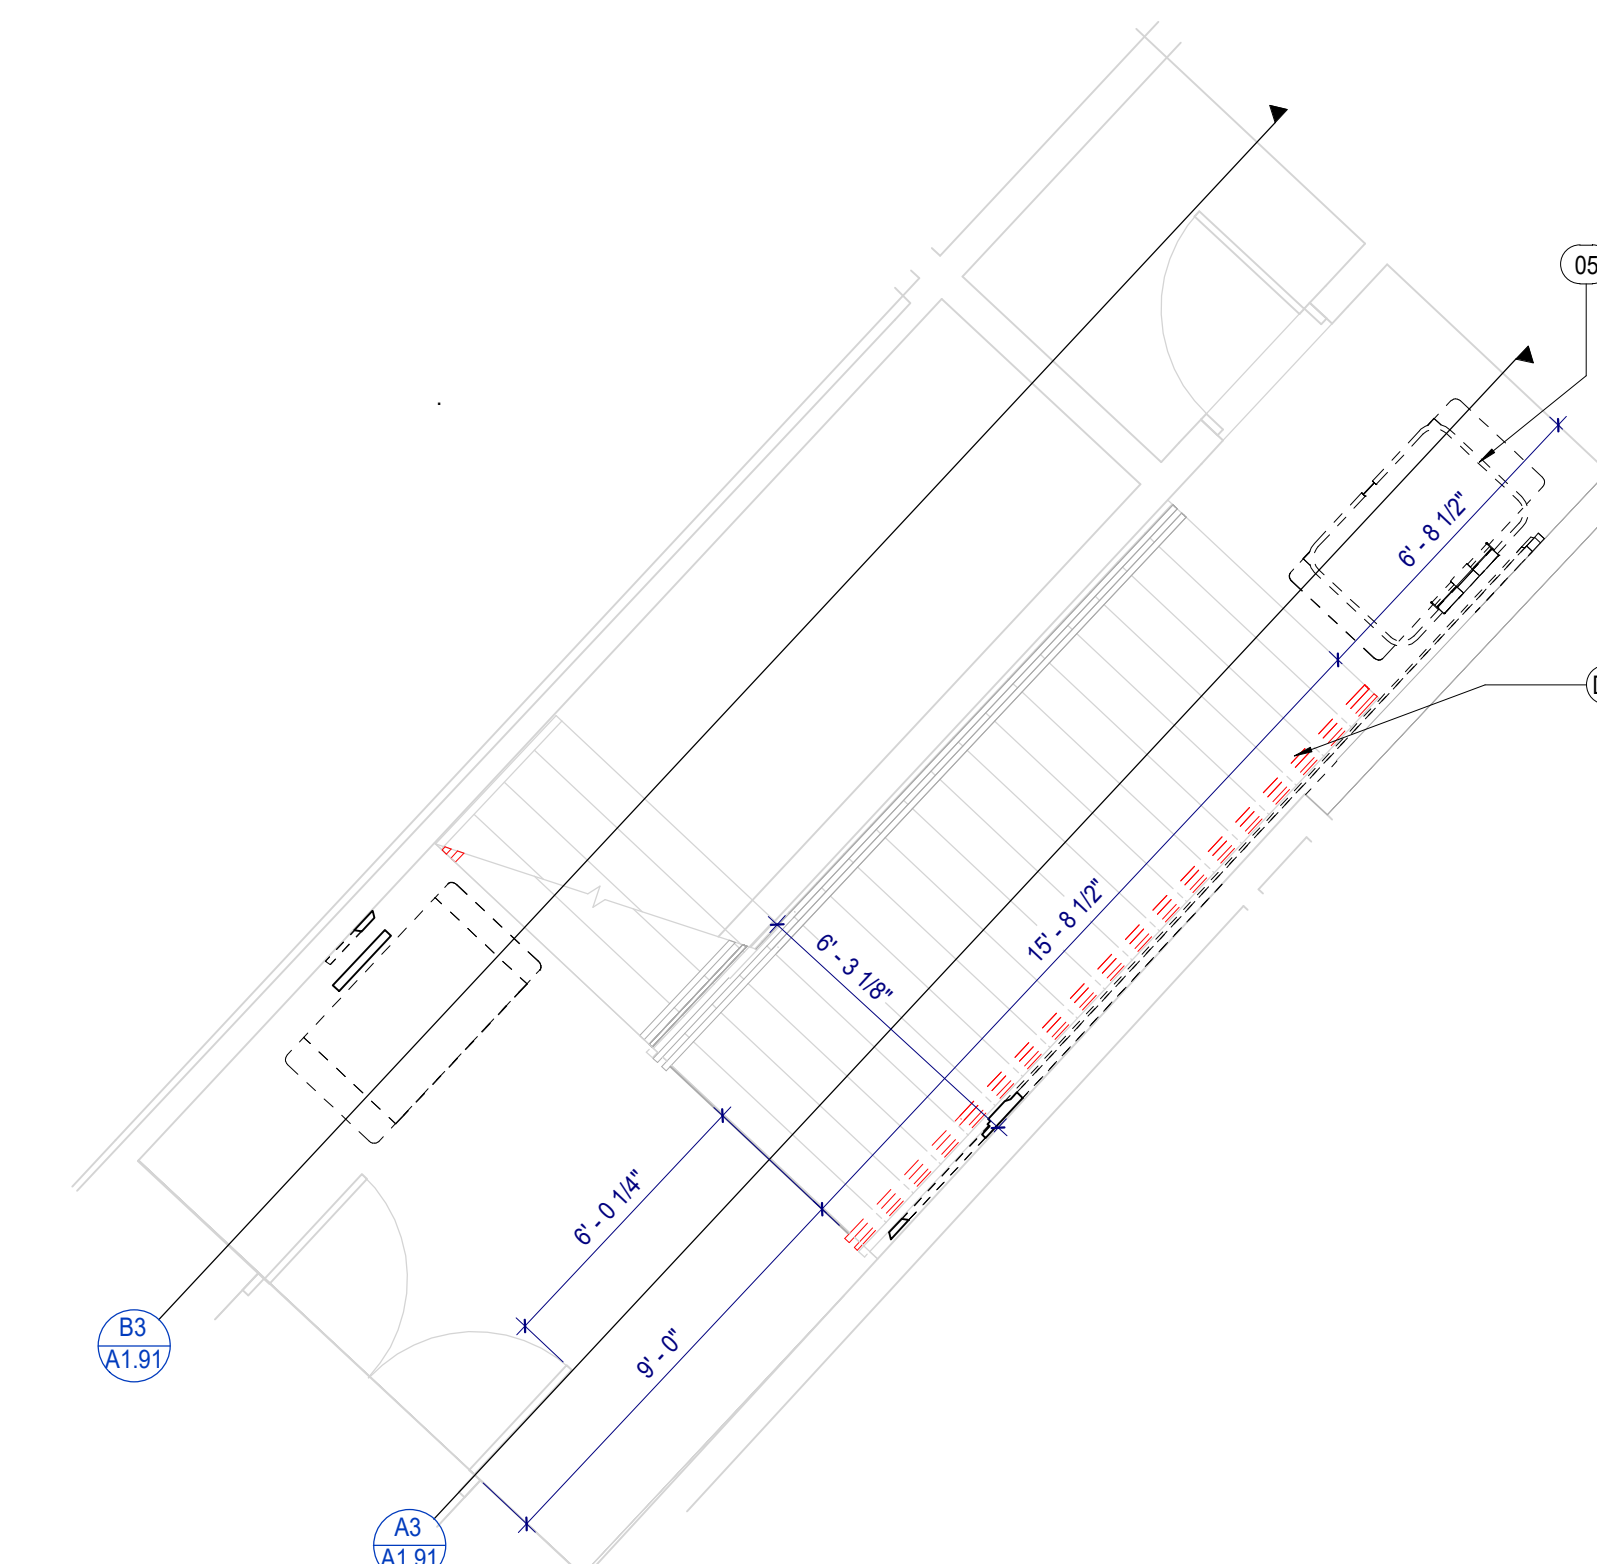 05
6' - 8 1/2"
D
15' - 8 1/2"
6' - 3 1/8"
6' - 0 1/4"
9' - 0"
B3
A1.91
A3
A1.91